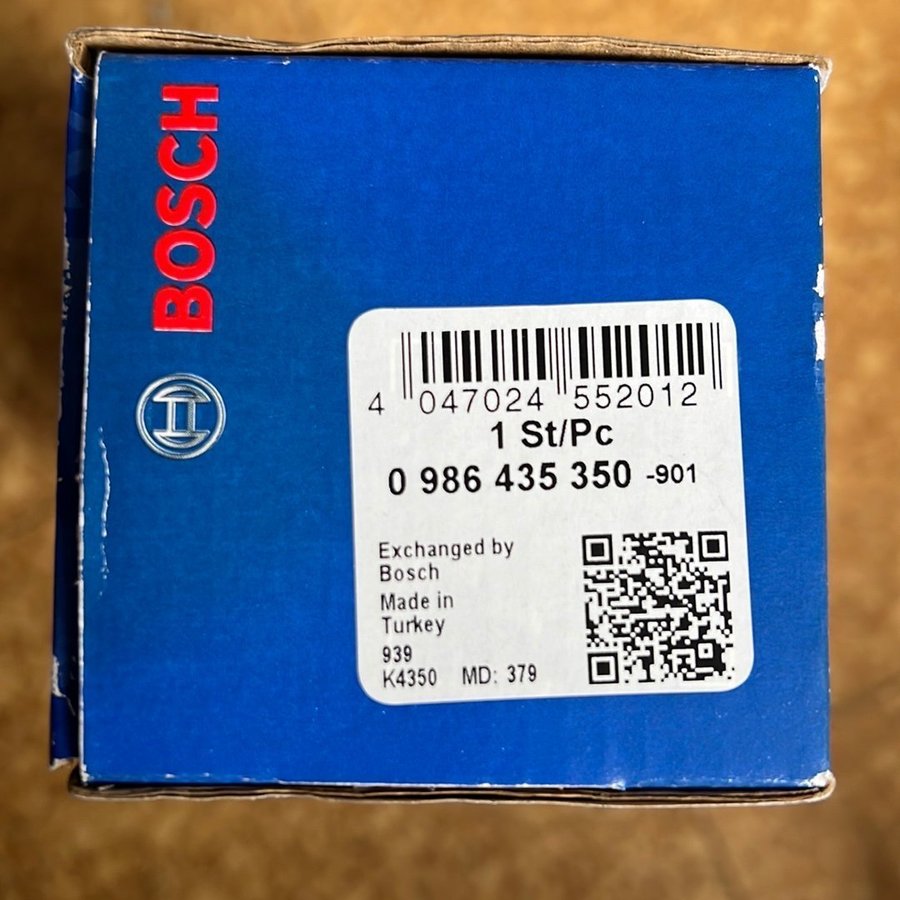 BOSCH
4 047024 552012
1 St/Pc
0 986 435 350 -901
Exchanged by
Bosch
Made in
Turkey
939
K4350 MD: 379